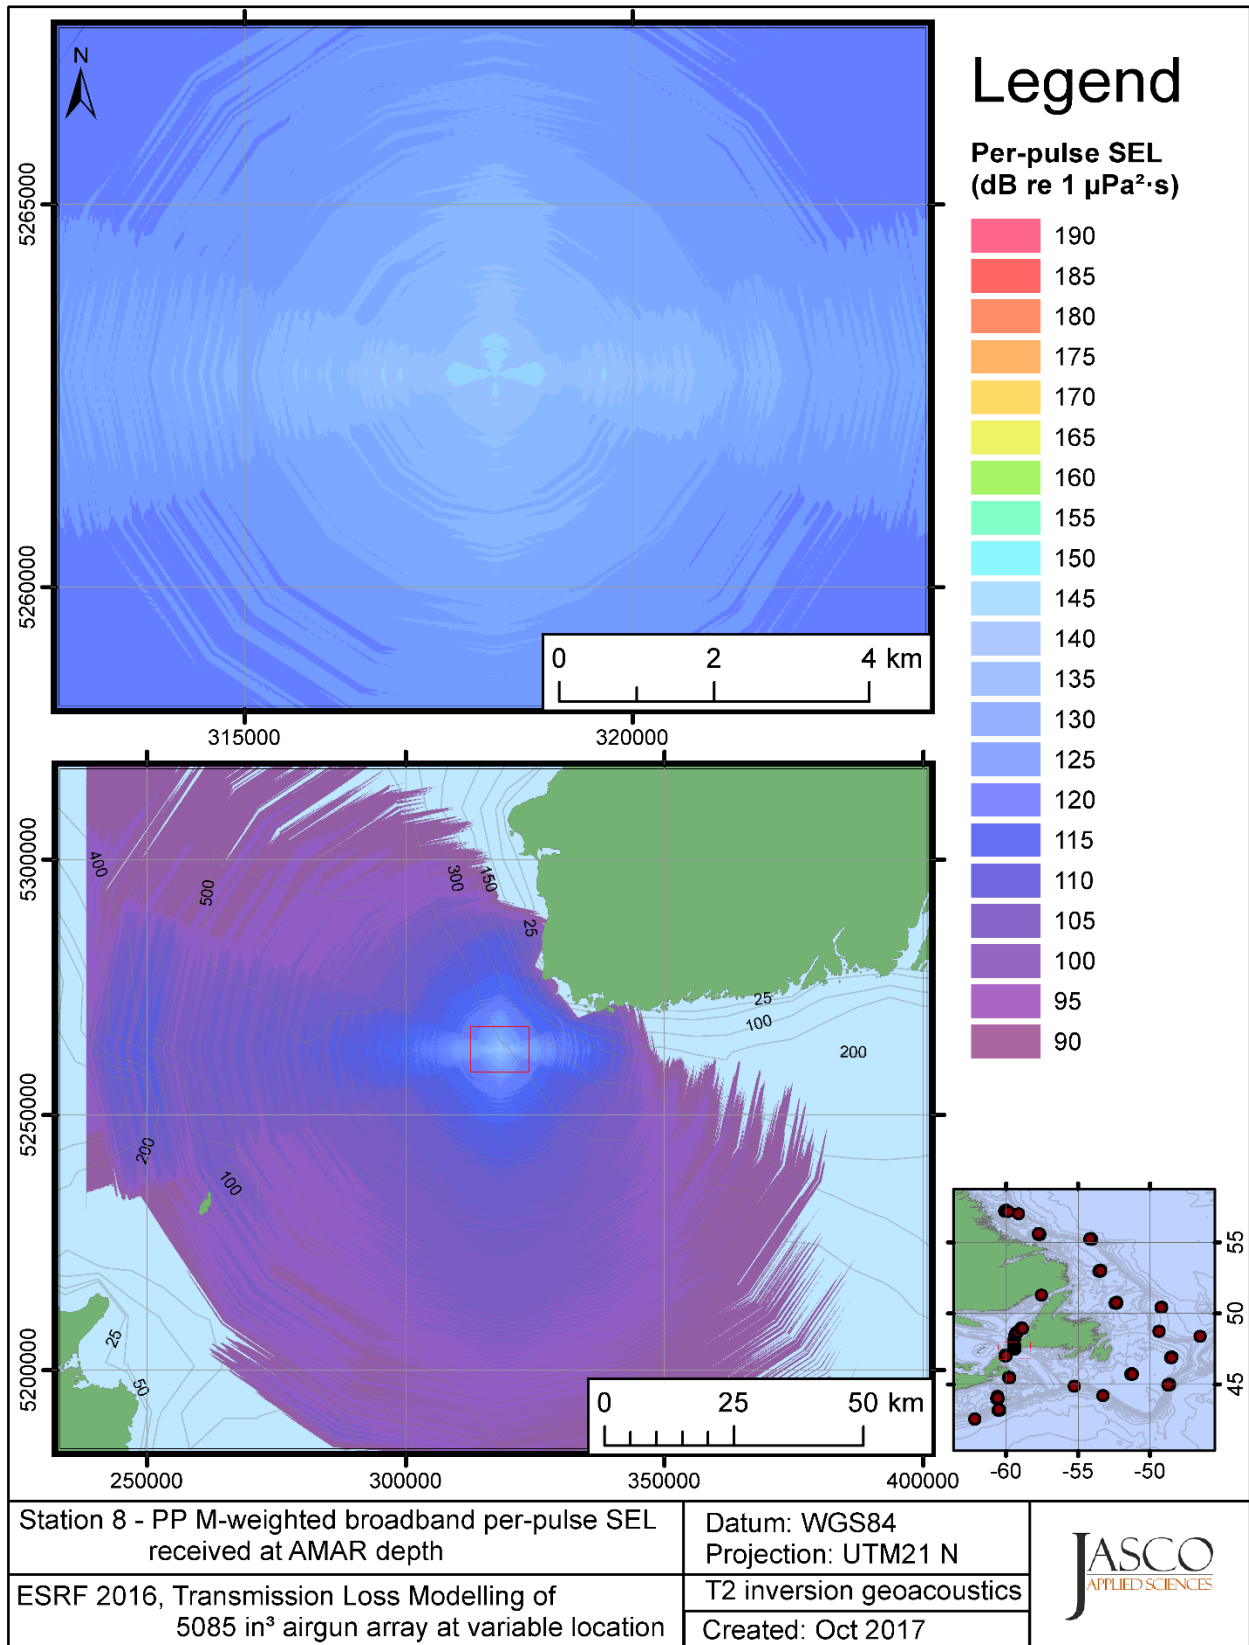 N
5265000
5260000
0 2 4 km
315000 320000
Legend
Per-pulse SEL
(dB re 1 µPa²·s)
190
185
180
175
170
165
160
155
150
145
140
135
130
125
120
115
110
105
100
95
90
5300000
5250000
5200000
400
500
300
150
25
25
100
200
200
100
25
50
0 25 50 km
250000 300000 350000 400000
55
50
45
-60 -55 -50
Station 8 - PP M-weighted broadband per-pulse SEL
received at AMAR depth
ESRF 2016, Transmission Loss Modelling of
5085 in³ airgun array at variable location
Datum: WGS84
Projection: UTM21 N
T2 inversion geoacoustics
Created: Oct 2017
JASCO
APPLIED SCIENCES